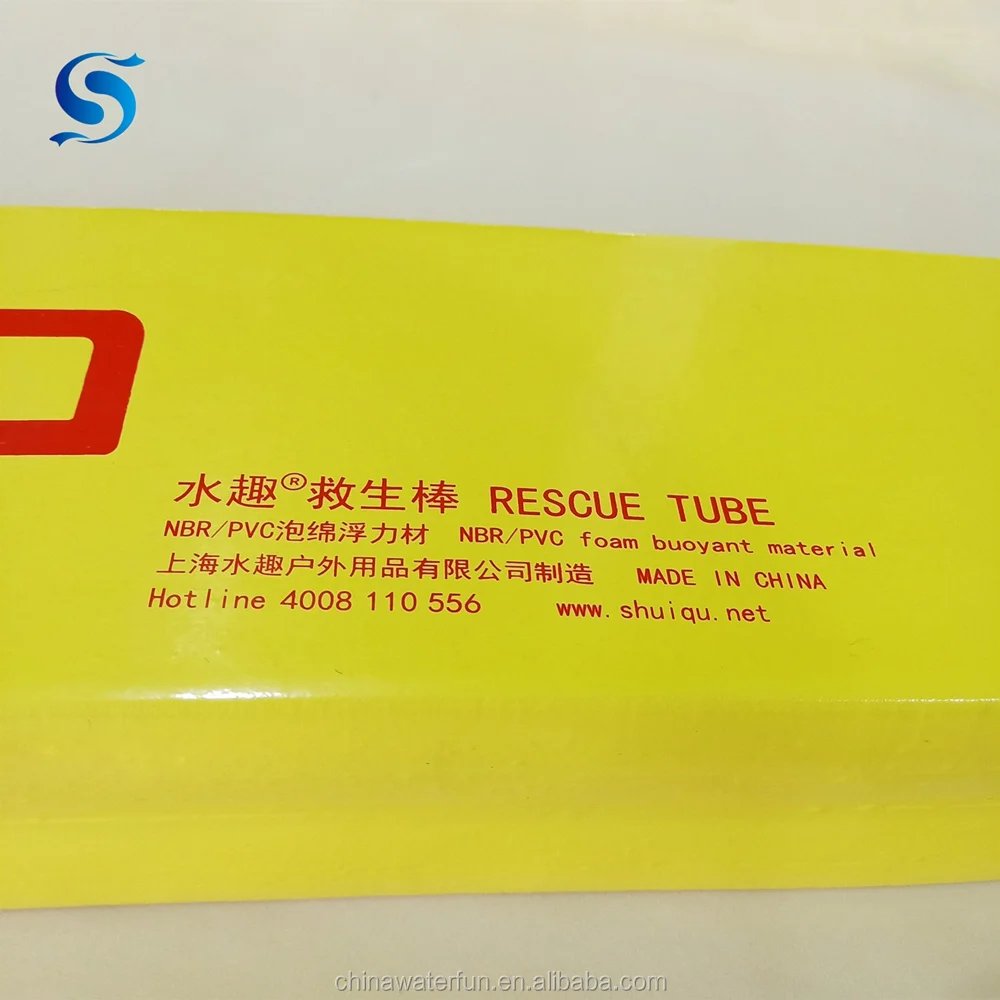 水趣®救生棒 RESCUE TUBE
NBR/PVC泡绵浮力材 NBR/PVC foam buoyant material
上海水趣户外用品有限公司制造 MADE IN CHINA
Hotline 4008 110 556 www.shuiqu.net
chinawaterfun.en.alibaba.com